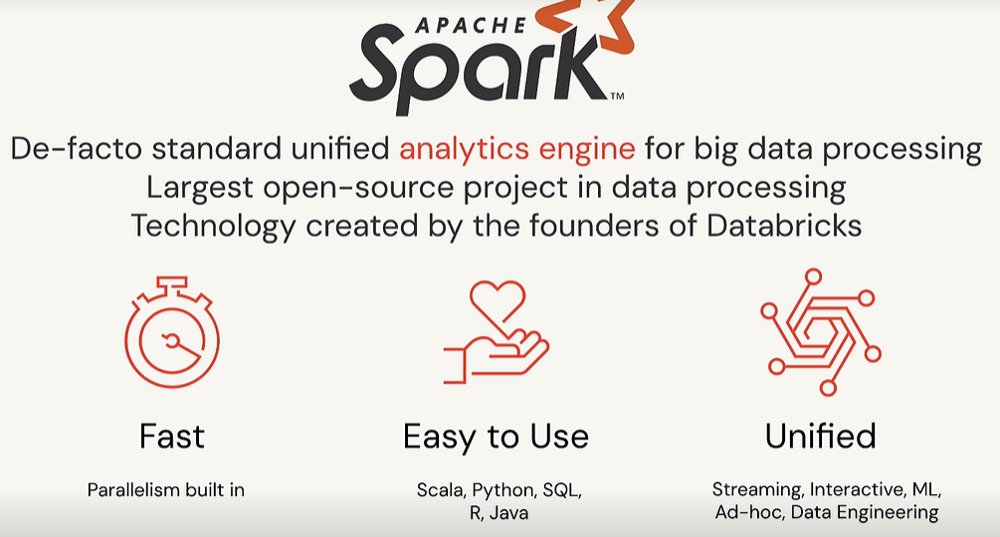 APACHE
Spark™
De-facto standard unified analytics engine for big data processing
Largest open-source project in data processing
Technology created by the founders of Databricks
Fast
Parallelism built in
Easy to Use
Scala, Python, SQL,
R, Java
Unified
Streaming, Interactive, ML,
Ad-hoc, Data Engineering